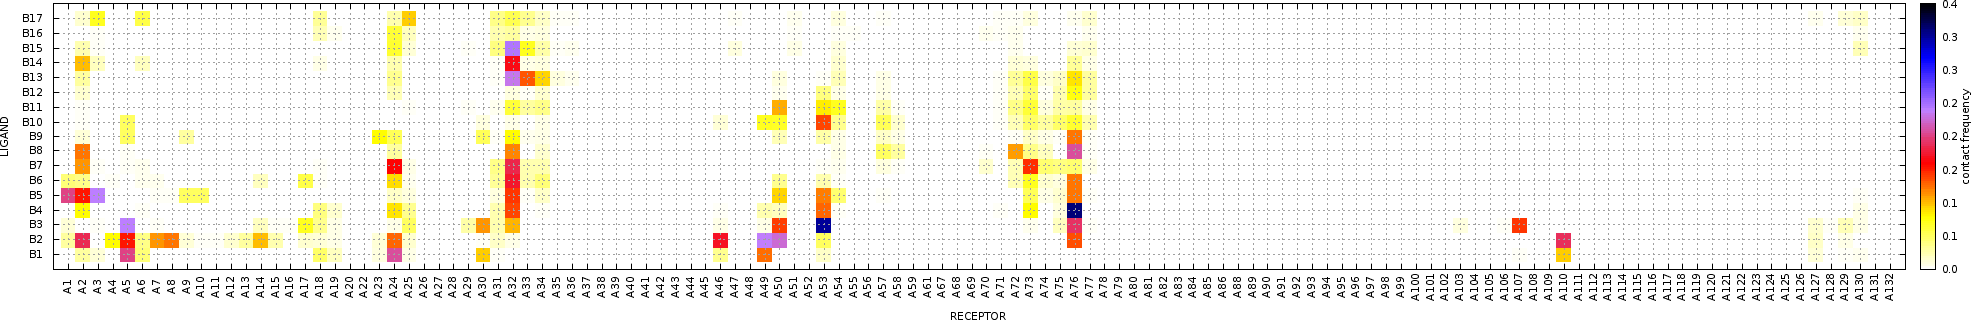 B17
B16
B15
B14
B13
B12
B11
B10
B9
B8
B7
B6
B5
B4
B3
B2
B1
LIGAND
A1 A2 A3 A4 A5 A6 A7 A8 A9 A10 A11 A12 A13 A14 A15 A16 A17 A18 A19 A20 A22 A23 A24 A25 A26 A27 A28 A29 A30 A31 A32 A33 A34 A35 A36 A37 A38 A39 A40 A41 A42 A43 A44 A45 A46 A47 A48 A49 A50 A51 A52 A53 A54 A55 A56 A57 A58 A59 A61 A67 A68 A69 A70 A71 A72 A73 A74 A75 A76 A77 A78 A79 A80 A81 A82 A84 A85 A86 A87 A88 A89 A90 A91 A92 A93 A94 A95 A96 A97 A98 A99 A100 A101 A102 A103 A104 A105 A106 A107 A108 A109 A110 A111 A112 A113 A114 A115 A116 A117 A118 A119 A120 A121 A122 A123 A124 A125 A126 A127 A128 A129 A130 A131 A132
RECEPTOR
0.4
0.3
0.3
0.2
0.2
0.2
0.1
0.1
0.0
contact frequency